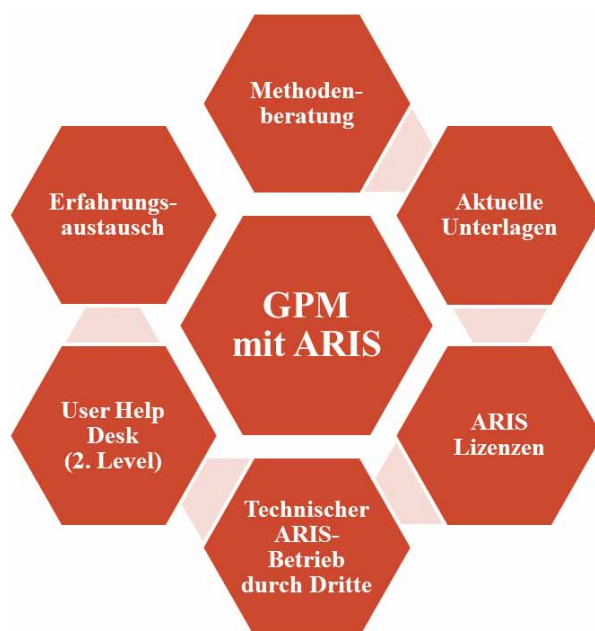 Methoden-
beratung
Erfahrungs-
austausch
Aktuelle
Unterlagen
GPM
mit ARIS
User Help
Desk
(2. Level)
ARIS
Lizenzen
Technischer
ARIS-
Betrieb
durch Dritte